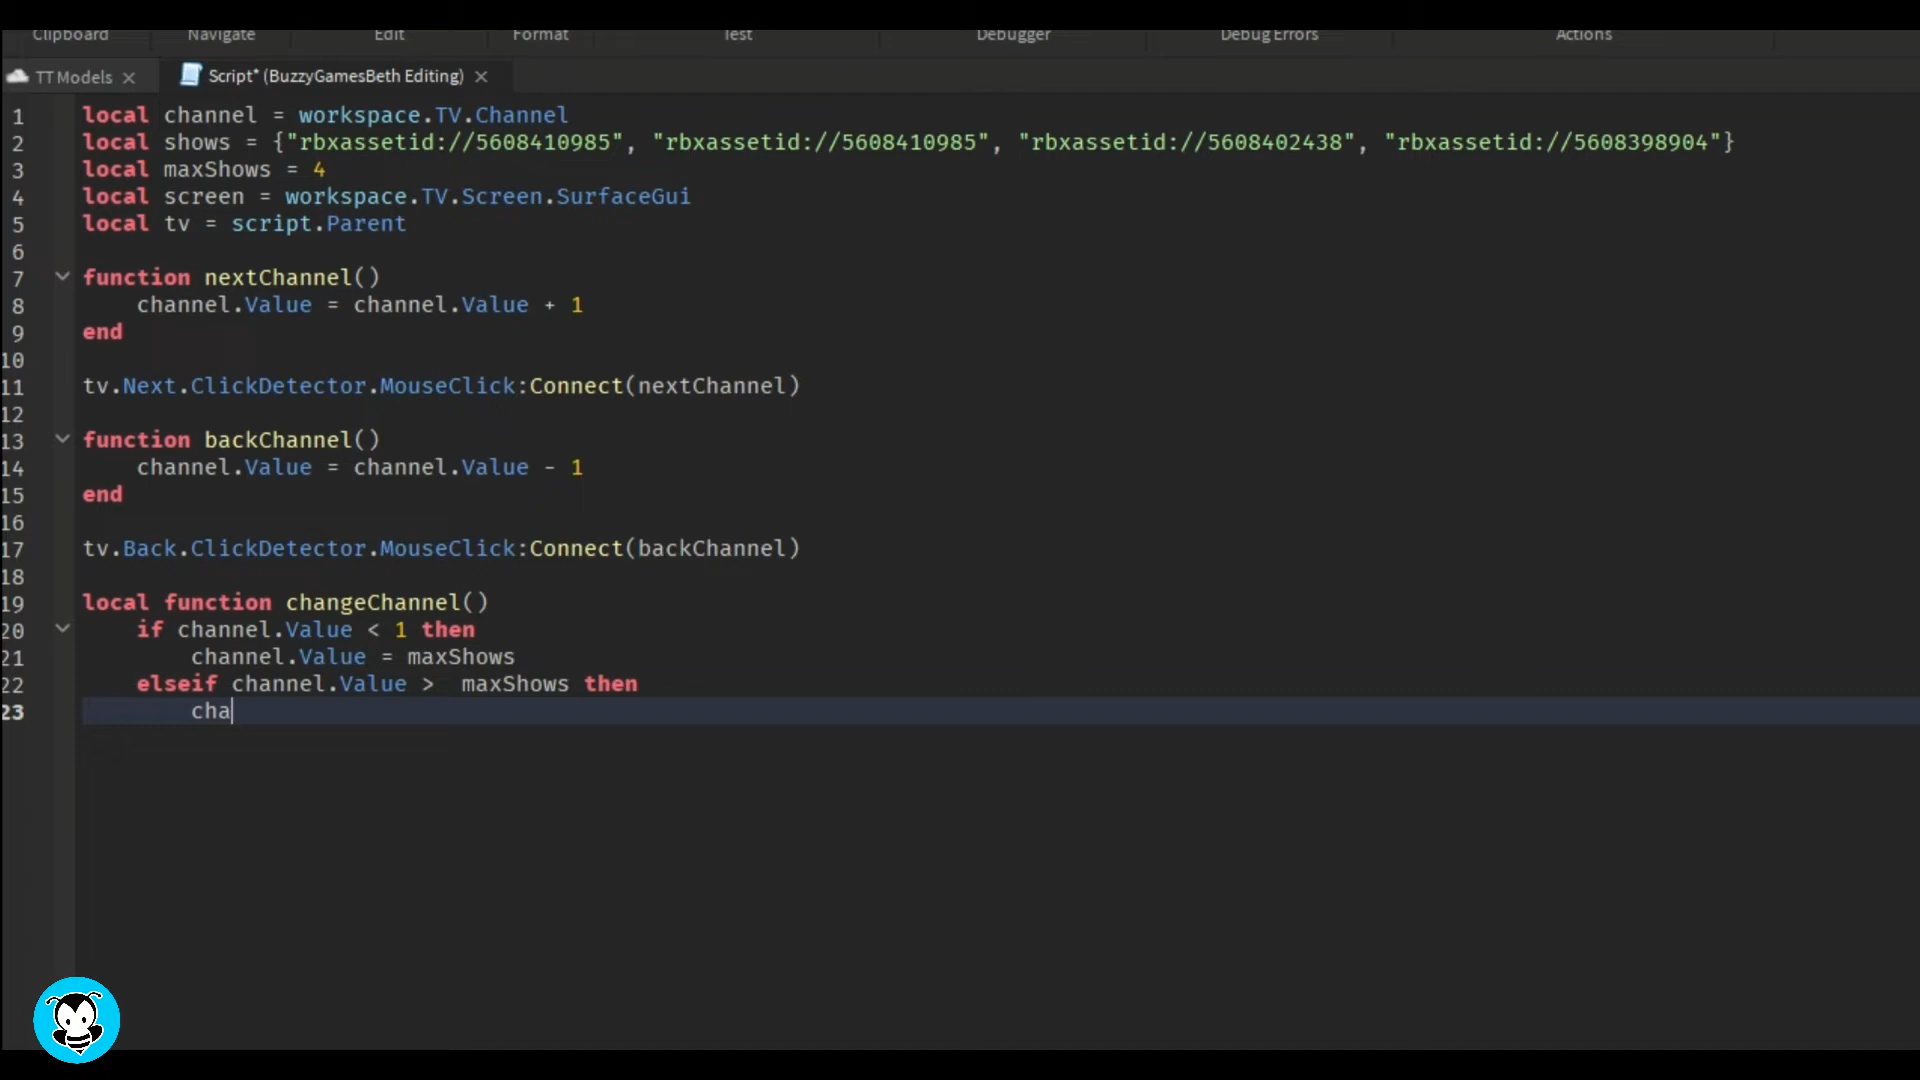 Clipboard Navigate Edit Format Test Debugger Debug Errors Actions
TT Models × Script* (BuzzyGamesBeth Editing) ×
1 local channel = workspace.TV.Channel
2 local shows = {"rbxassetid://5608410985", "rbxassetid://5608410985", "rbxassetid://5608402438", "rbxassetid://5608398904"}
3 local maxShows = 4
4 local screen = workspace.TV.Screen.SurfaceGui
5 local tv = script.Parent
6
7 function nextChannel()
8 channel.Value = channel.Value + 1
9 end
10
11 tv.Next.ClickDetector.MouseClick:Connect(nextChannel)
12
13 function backChannel()
14 channel.Value = channel.Value - 1
15 end
16
17 tv.Back.ClickDetector.MouseClick:Connect(backChannel)
18
19 local function changeChannel()
20 if channel.Value < 1 then
21 channel.Value = maxShows
22 elseif channel.Value >  maxShows then
23 cha